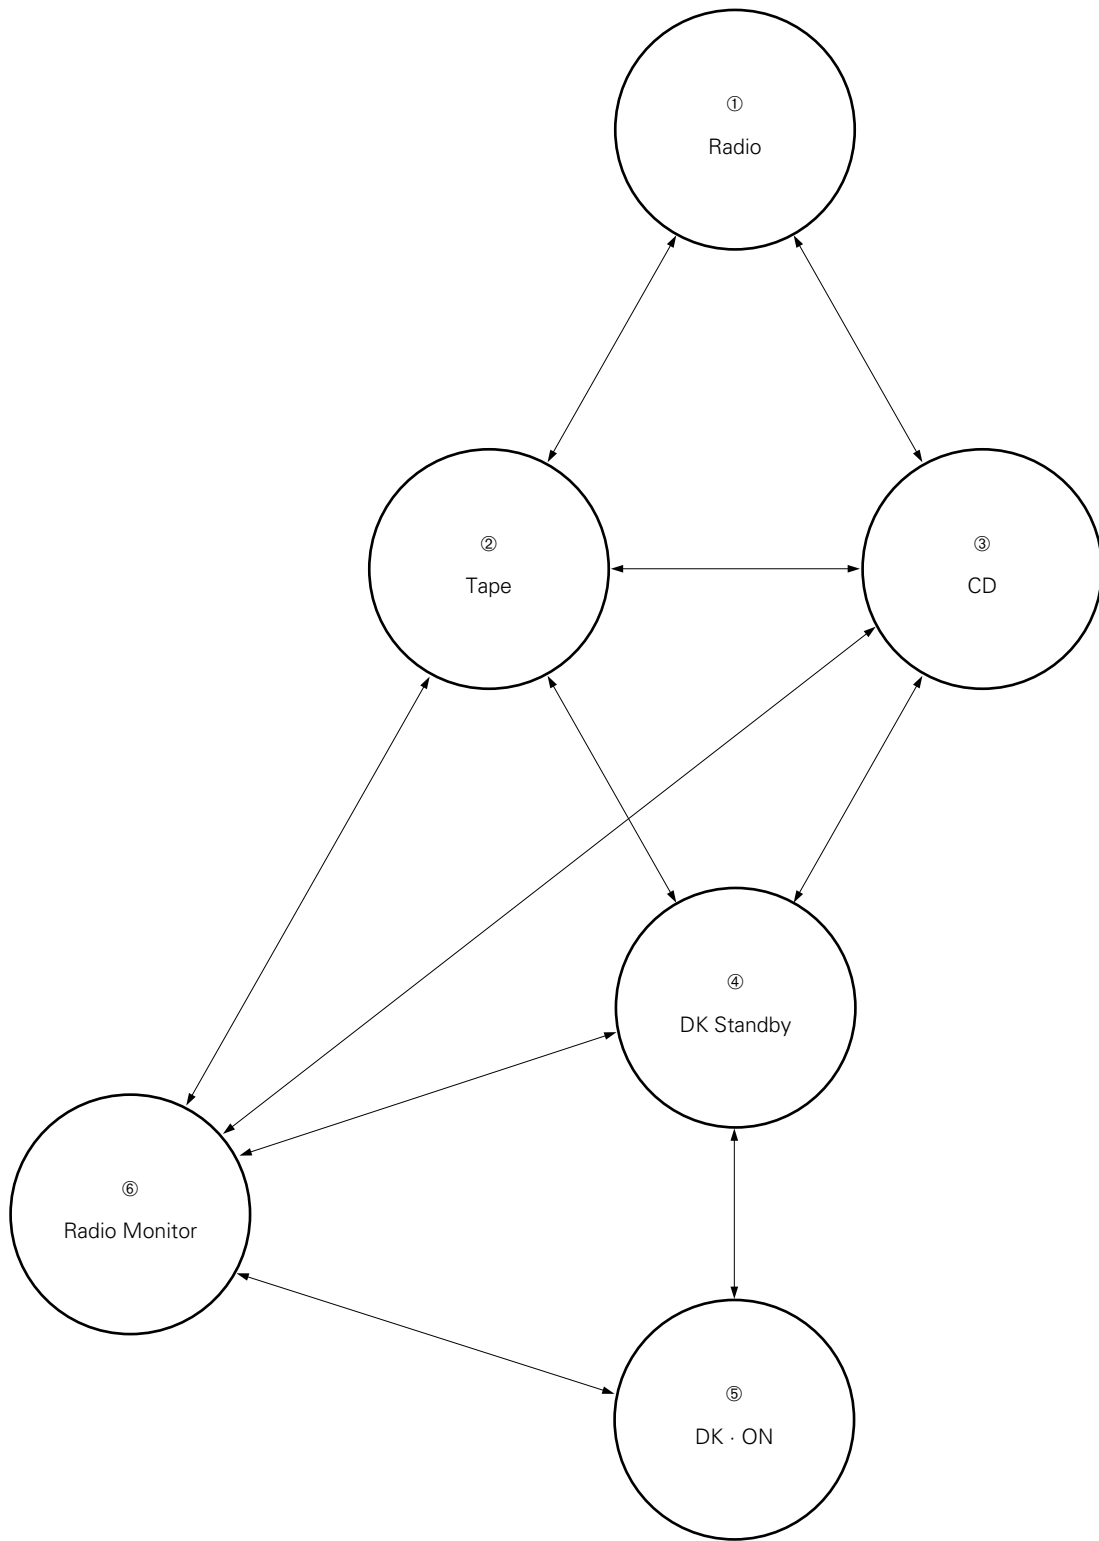 ①
Radio
②
Tape
③
CD
④
DK Standby
⑥
Radio Monitor
⑤
DK · ON